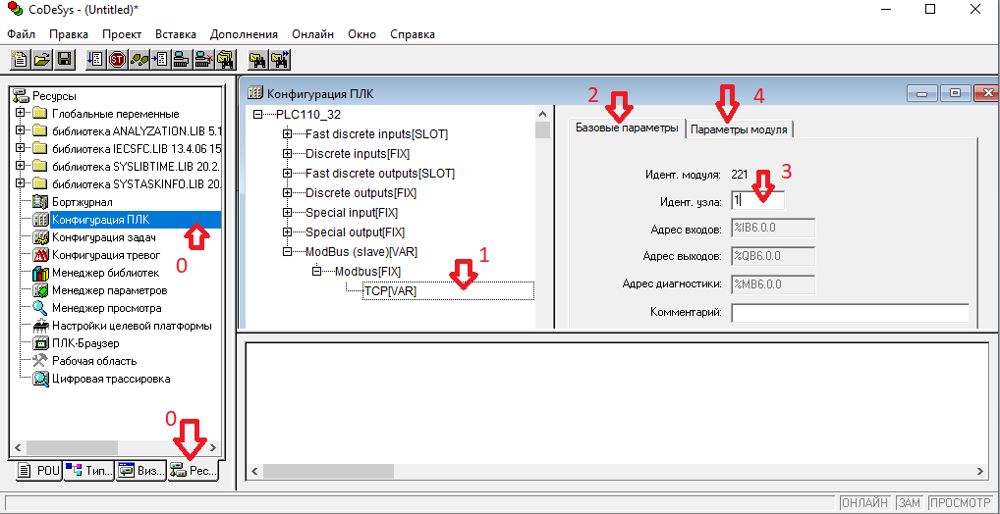 CoDeSys - (Untitled)*
Файл Правка Проект Вставка Дополнения Онлайн Окно Справка
Ресурсы
Глобальные переменные
библиотека ANALYZATION.LIB 5.1
библиотека IECSFC.LIB 13.4.06 15
библиотека SYSLIBTIME.LIB 20.2.
библиотека SYSTASKINFO.LIB 20
Бортжурнал
Конфигурация ПЛК
Конфигурация задач
Конфигурация тревог
Менеджер библиотек
Менеджер параметров
Менеджер просмотра
Настройки целевой платформы
ПЛК-Браузер
Рабочая область
Цифровая трассировка
0
0
POU Тип... Виз... Рес...
Конфигурация ПЛК
PLC110_32
Fast discrete inputs[SLOT]
Discrete inputs[FIX]
Fast discrete outputs[SLOT]
Discrete outputs[FIX]
Special input[FIX]
Special output[FIX]
ModBus (slave)[VAR]
Modbus[FIX]
TCP[VAR]
1
2
4
Базовые параметры Параметры модуля
Идент. модуля: 221
3
Идент. узла: 1
Адрес входов: %IB6.0.0
Адрес выходов: %QB6.0.0
Адрес диагностики: %MB6.0.0
Комментарий:
ОНЛАЙН ЗАМ ПРОСМОТР